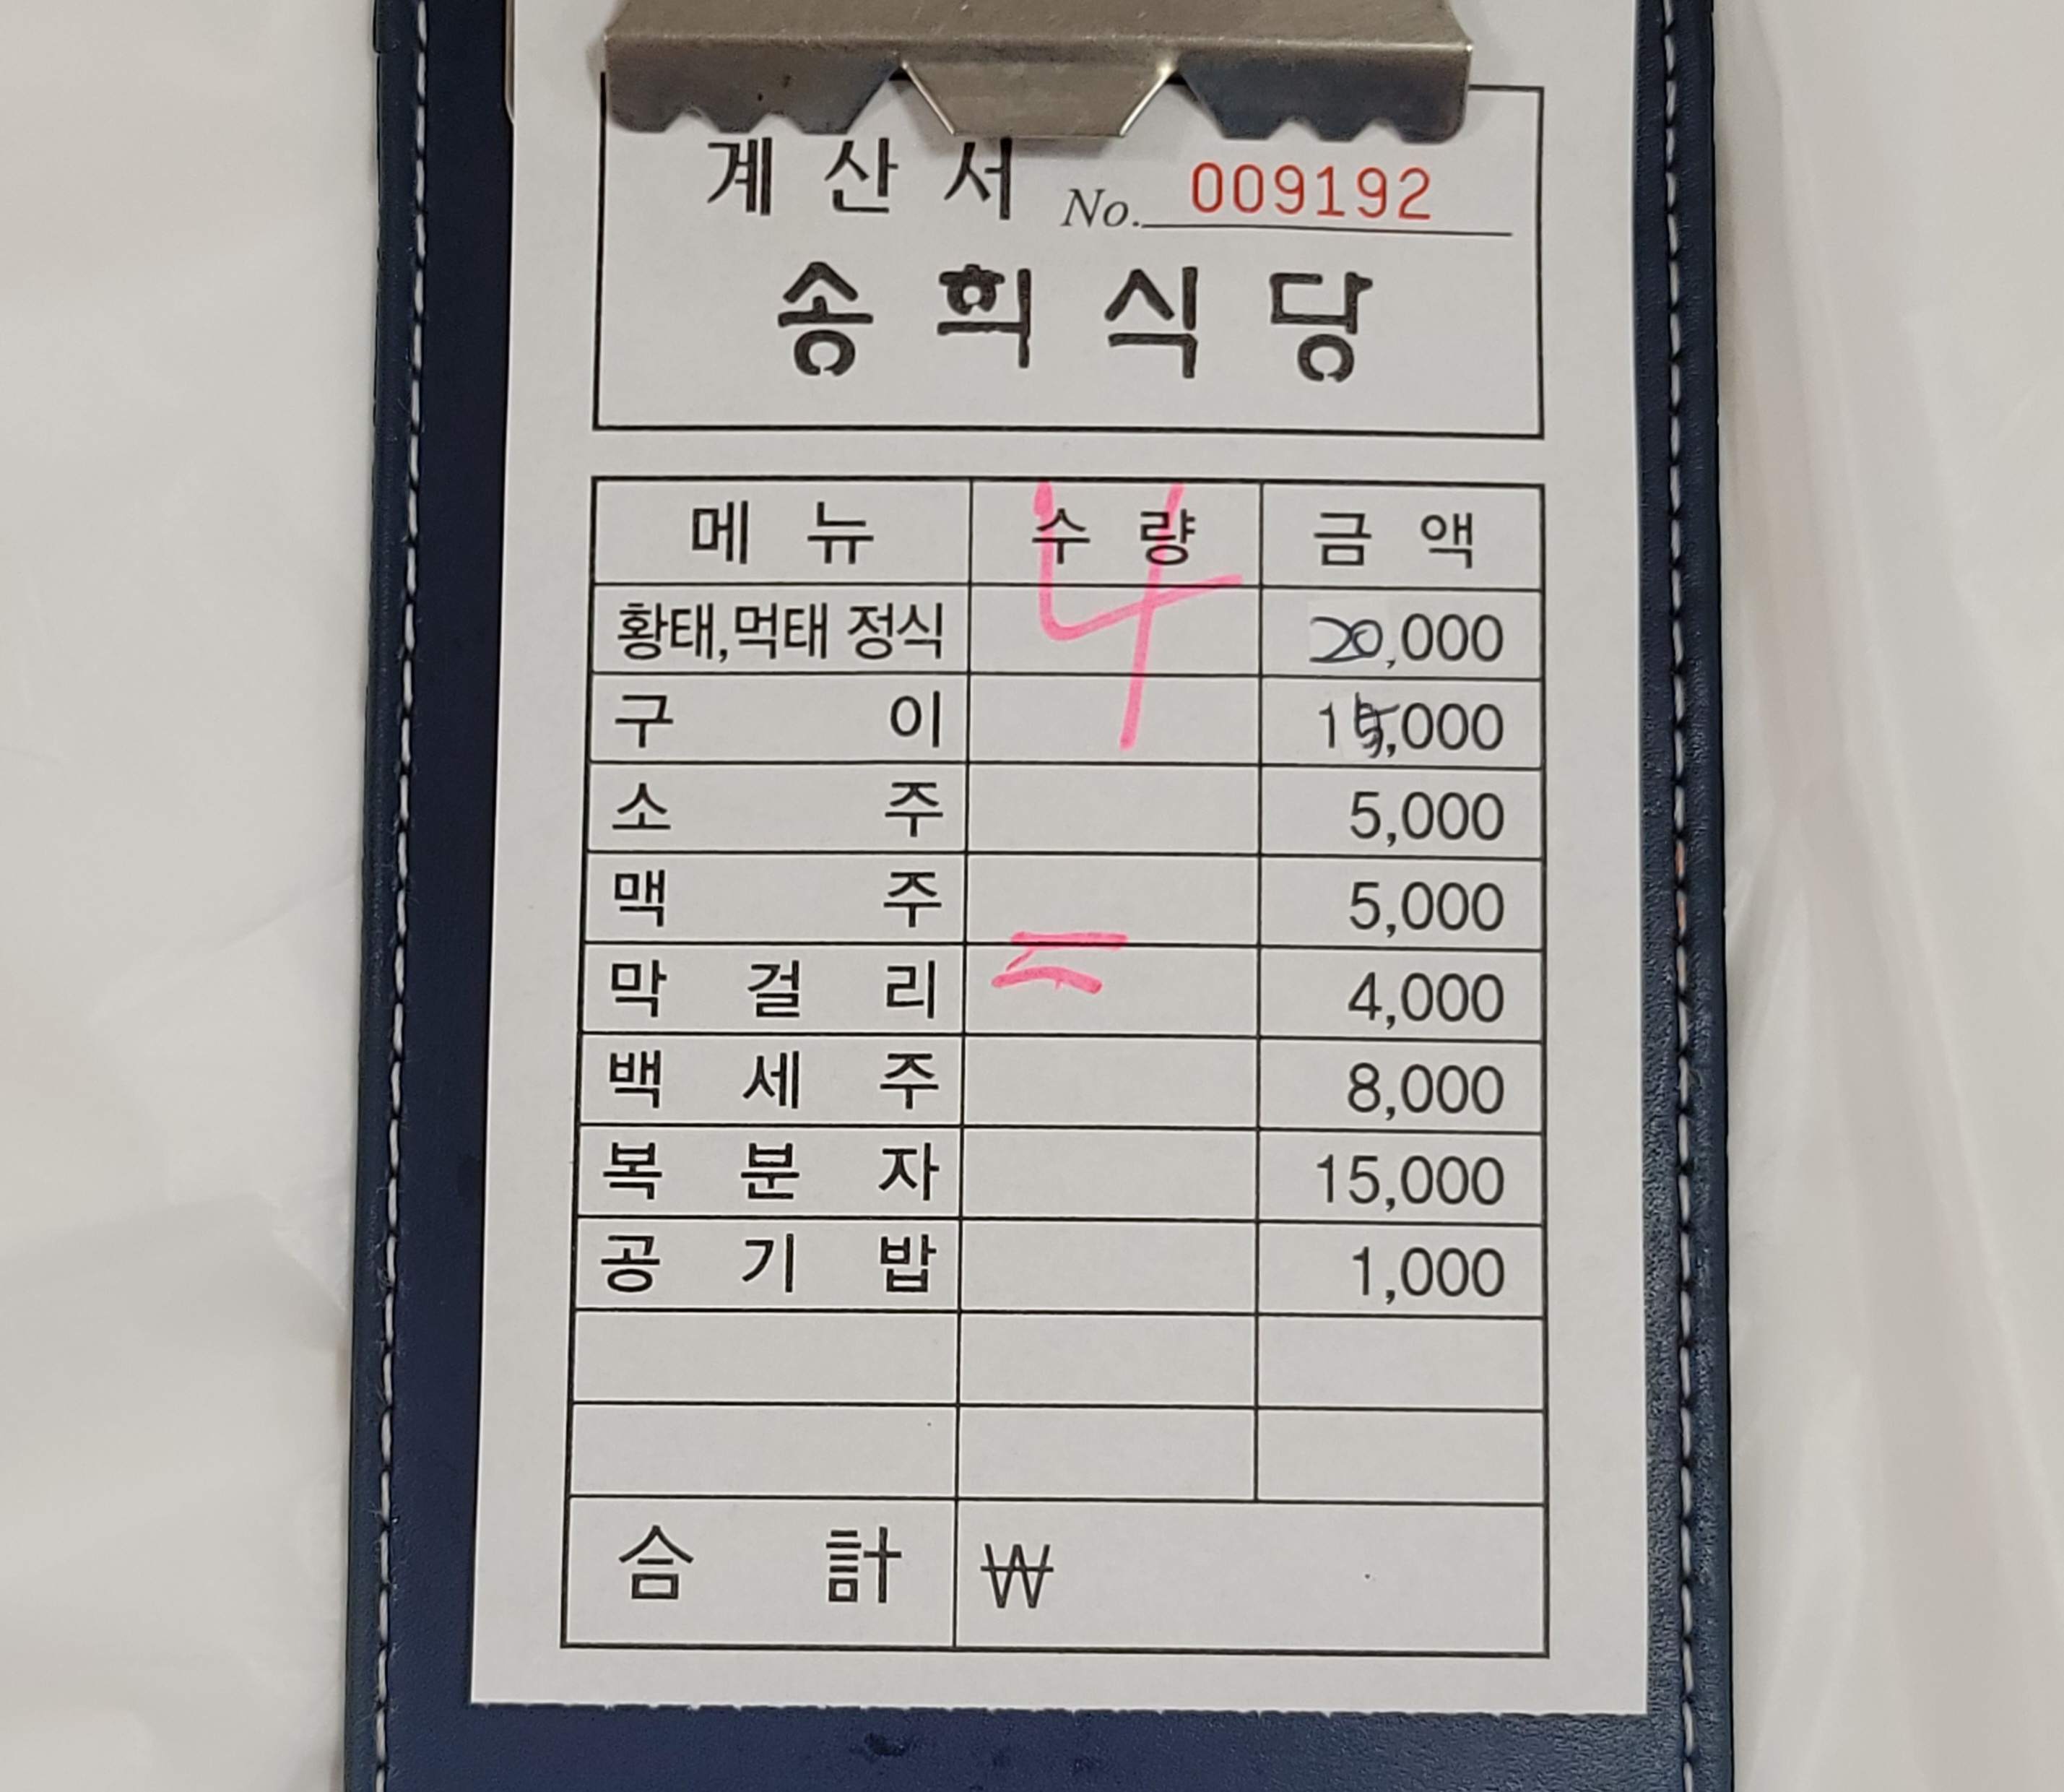 계산서 No. 009192
송희식당
메뉴 수량 금액
황태,먹태 정식 4 20,000
구이 15,000
소주 5,000
맥주 5,000
막걸리 = 4,000
백세주 8,000
복분자 15,000
공기밥 1,000
合計 ₩